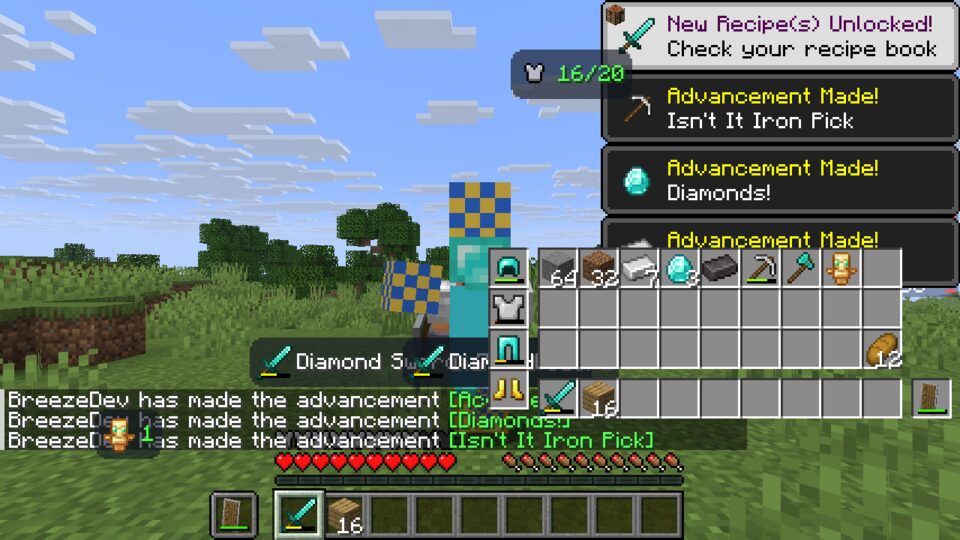 New Recipe(s) Unlocked!
Check your recipe book
16/20
Advancement Made!
Isn't It Iron Pick
Advancement Made!
Diamonds!
Advancement Made!
64
32
7
3
12
16
Diamond
BreezeDev has made the advancement
BreezeDev has made the advancement [Diamonds!]
has made the advancement [Isn't It Iron Pick]
1
16